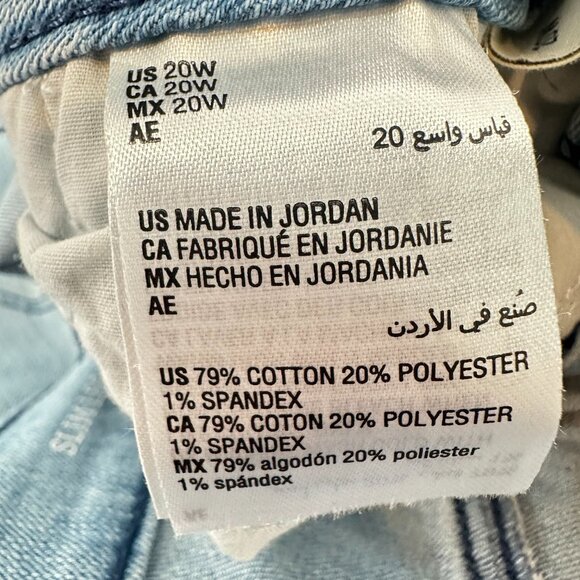 US 20W
CA 20W
MX 20W
AE
قياس واسع 20
US MADE IN JORDAN
CA FABRIQUÉ EN JORDANIE
MX HECHO EN JORDANIA
AE
صُنع في الأردن
US 79% COTTON 20% POLYESTER
1% SPANDEX
CA 79% COTON 20% POLYESTER
1% SPANDEX
MX 79% algodón 20% poliester
1% spándex